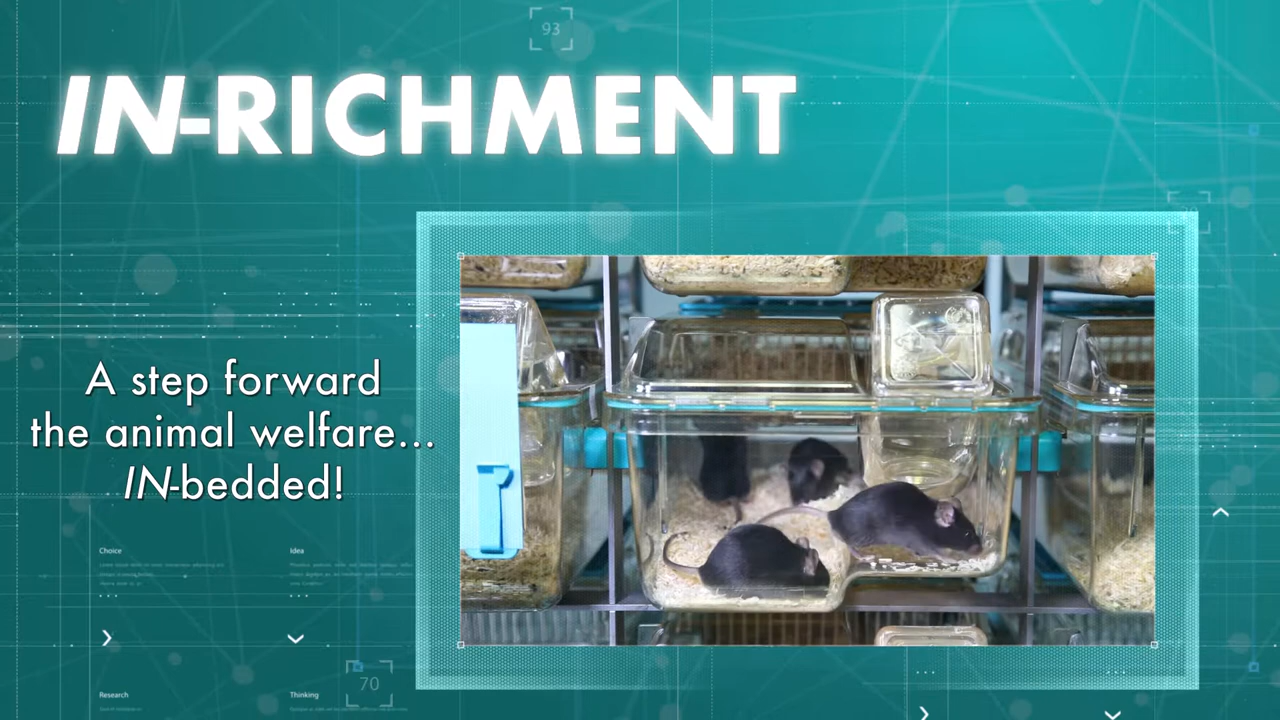 93
IN-RICHMENT
A step forward
the animal welfare...
IN-bedded!
Choice
Idea
Research
Thinking
70